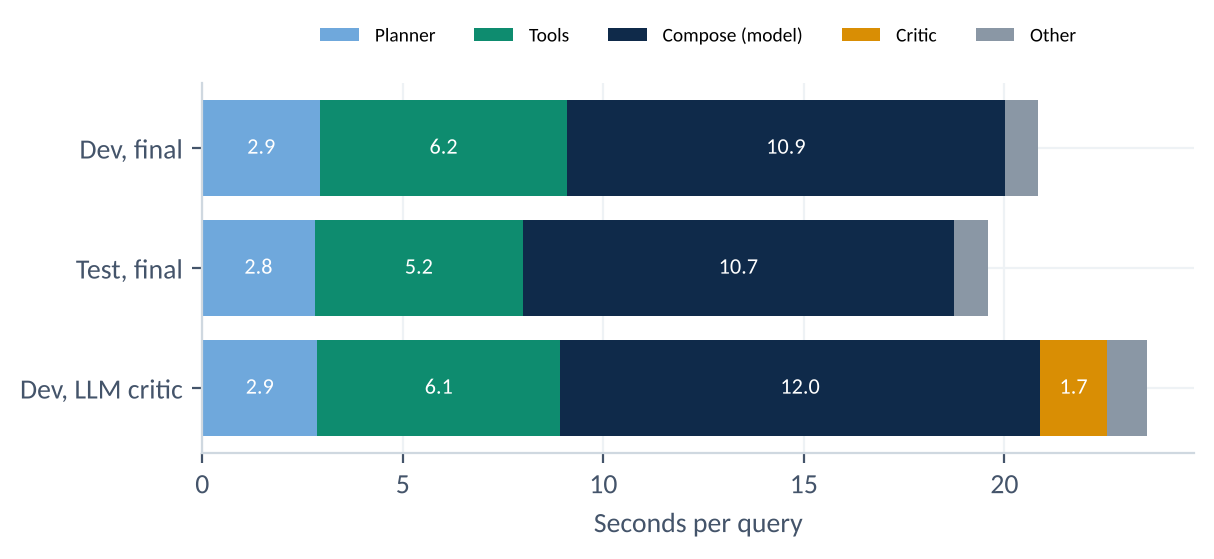 Planner Tools Compose (model) Critic Other
Dev, final 2.9 6.2 10.9
Test, final 2.8 5.2 10.7
Dev, LLM critic 2.9 6.1 12.0 1.7
0 5 10 15 20
Seconds per query